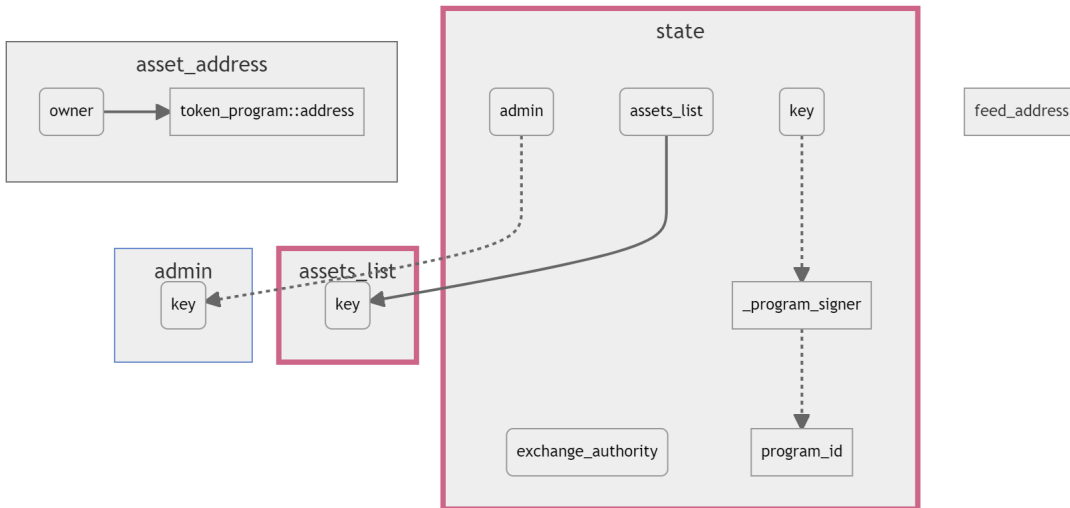 state
asset_address
owner
token_program::address
admin
assets_list
key
feed_address
admin
key
assets_list
key
_program_signer
exchange_authority
program_id